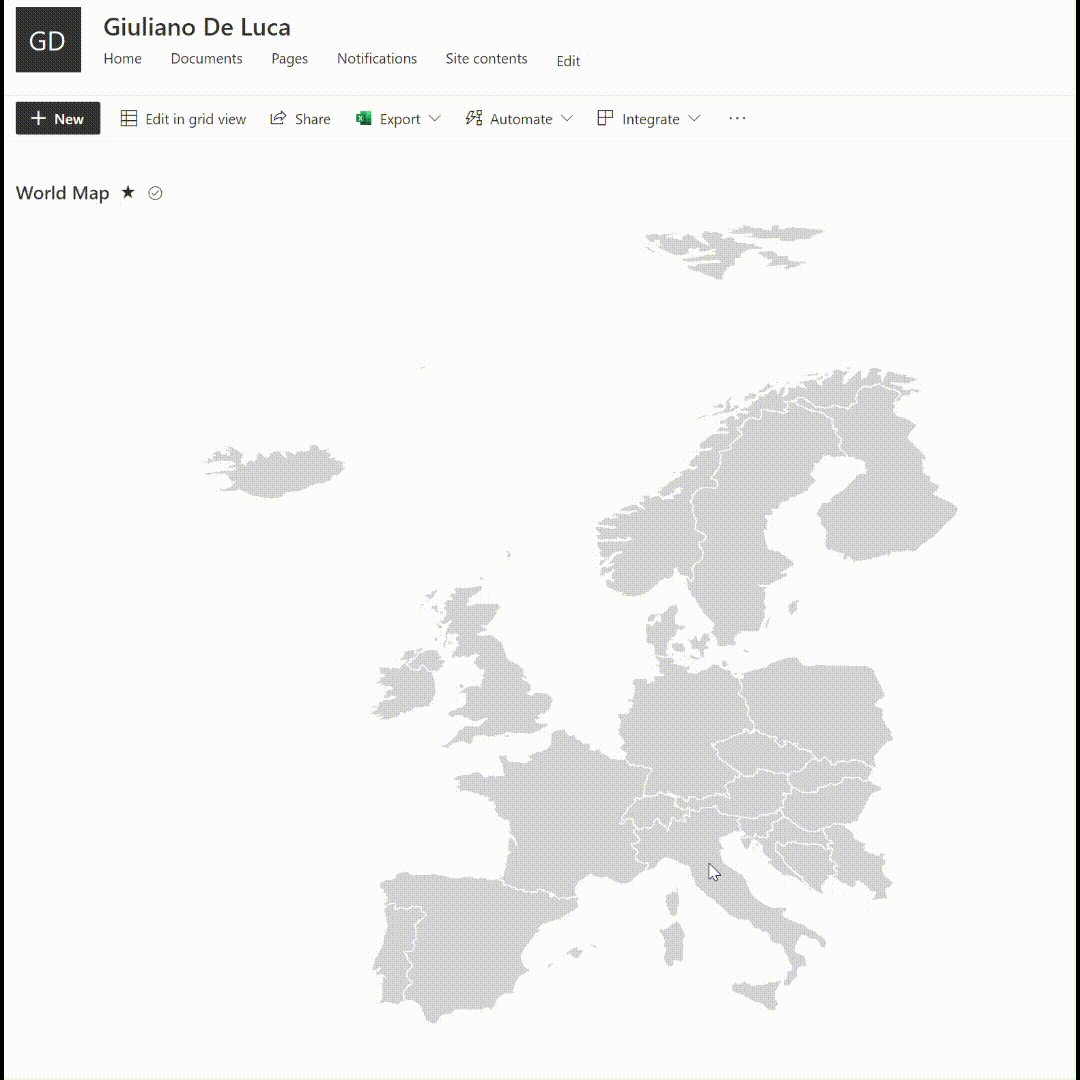 GD
Giuliano De Luca
Home Documents Pages Notifications Site contents Edit
New Edit in grid view Share Export Automate Integrate ...
World Map